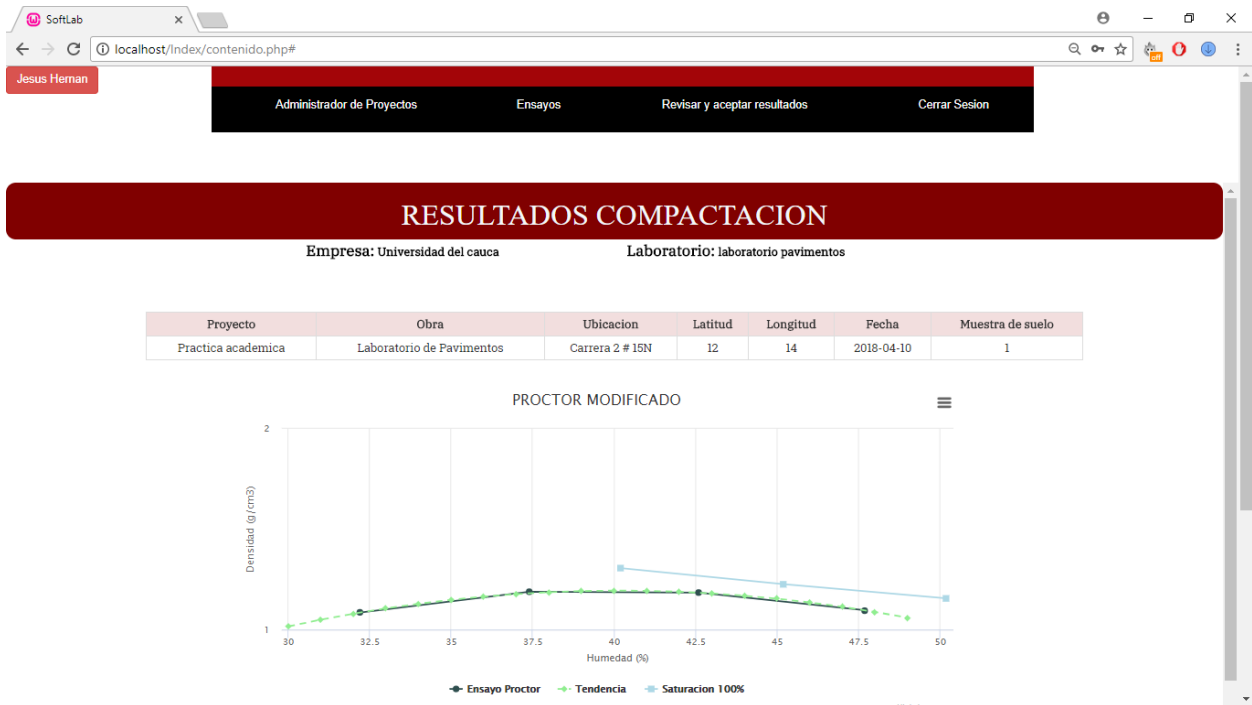 SoftLab
localhost/Index/contenido.php#
off
Jesus Hernan
Administrador de Proyectos Ensayos Revisar y aceptar resultados Cerrar Sesion
RESULTADOS COMPACTACION
Empresa: Universidad del cauca Laboratorio: laboratorio pavimentos
Proyecto Obra Ubicacion Latitud Longitud Fecha Muestra de suelo
Practica academica Laboratorio de Pavimentos Carrera 2 # 15N 12 14 2018-04-10 1
PROCTOR MODIFICADO
2
Densidad (g/cm3)
1
30 32.5 35 37.5 40 42.5 45 47.5 50
Humedad (%)
Ensayo Proctor Tendencia Saturacion 100%